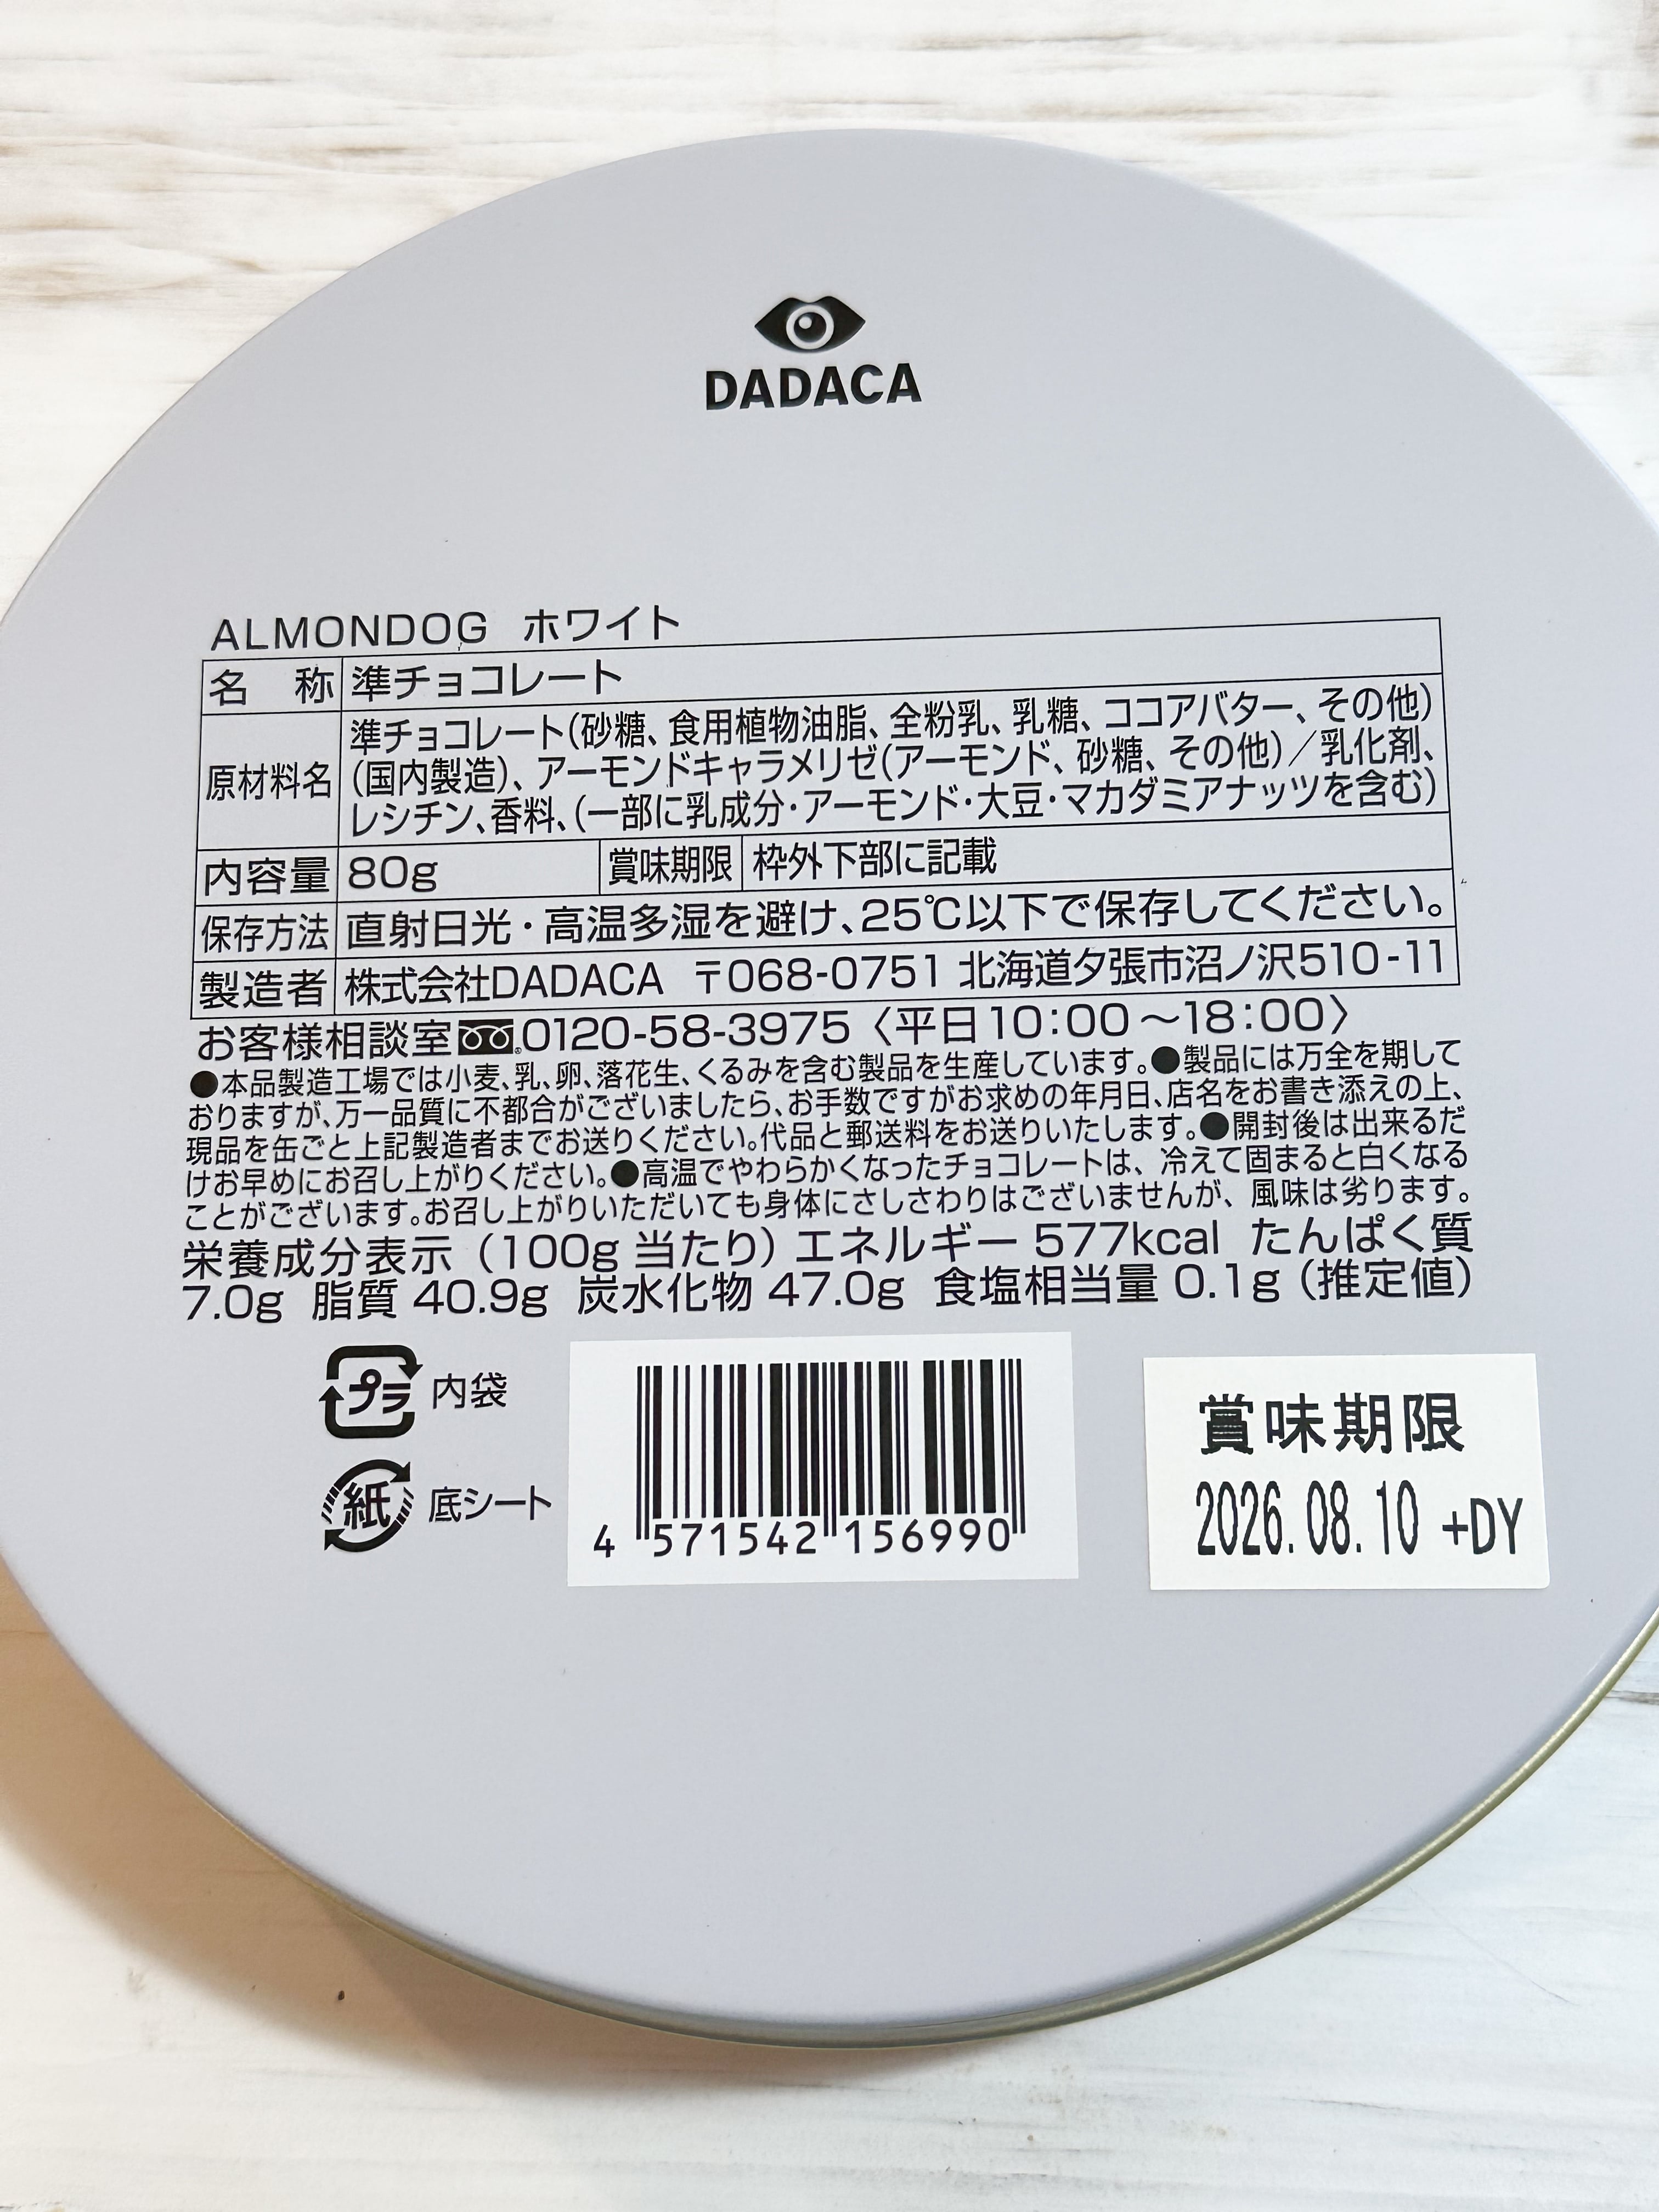 DADACA
ALMONDOG ホワイト
名　称 準チョコレート
原材料名 準チョコレート(砂糖、食用植物油脂、全粉乳、乳糖、ココアバター、その他)
(国内製造)、アーモンドキャラメリゼ(アーモンド、砂糖、その他)／乳化剤、
レシチン、香料、(一部に乳成分・アーモンド・大豆・マカダミアナッツを含む)
内容量 80g 賞味期限 枠外下部に記載
保存方法 直射日光・高温多湿を避け、25℃以下で保存してください。
製造者 株式会社DADACA 〒068-0751 北海道夕張市沼ノ沢510-11
お客様相談室 0120-58-3975〈平日10:00～18:00〉
●本品製造工場では小麦、乳、卵、落花生、くるみを含む製品を生産しています。●製品には万全を期して
おりますが、万一品質に不都合がございましたら、お手数ですがお求めの年月日、店名をお書き添えの上、
現品を缶ごと上記製造者までお送りください。代品と郵送料をお送りいたします。●開封後は出来るだ
けお早めにお召し上がりください。●高温でやわらかくなったチョコレートは、冷えて固まると白くなる
ことがございます。お召し上がりいただいても身体にさしさわりはございませんが、風味は劣ります。
栄養成分表示（100g 当たり）エネルギー 577kcal たんぱく質
7.0g 脂質 40.9g 炭水化物 47.0g 食塩相当量 0.1g（推定値）
プラ 内袋
紙 底シート
4 571542 156990
賞味期限
2026.08.10 +DY